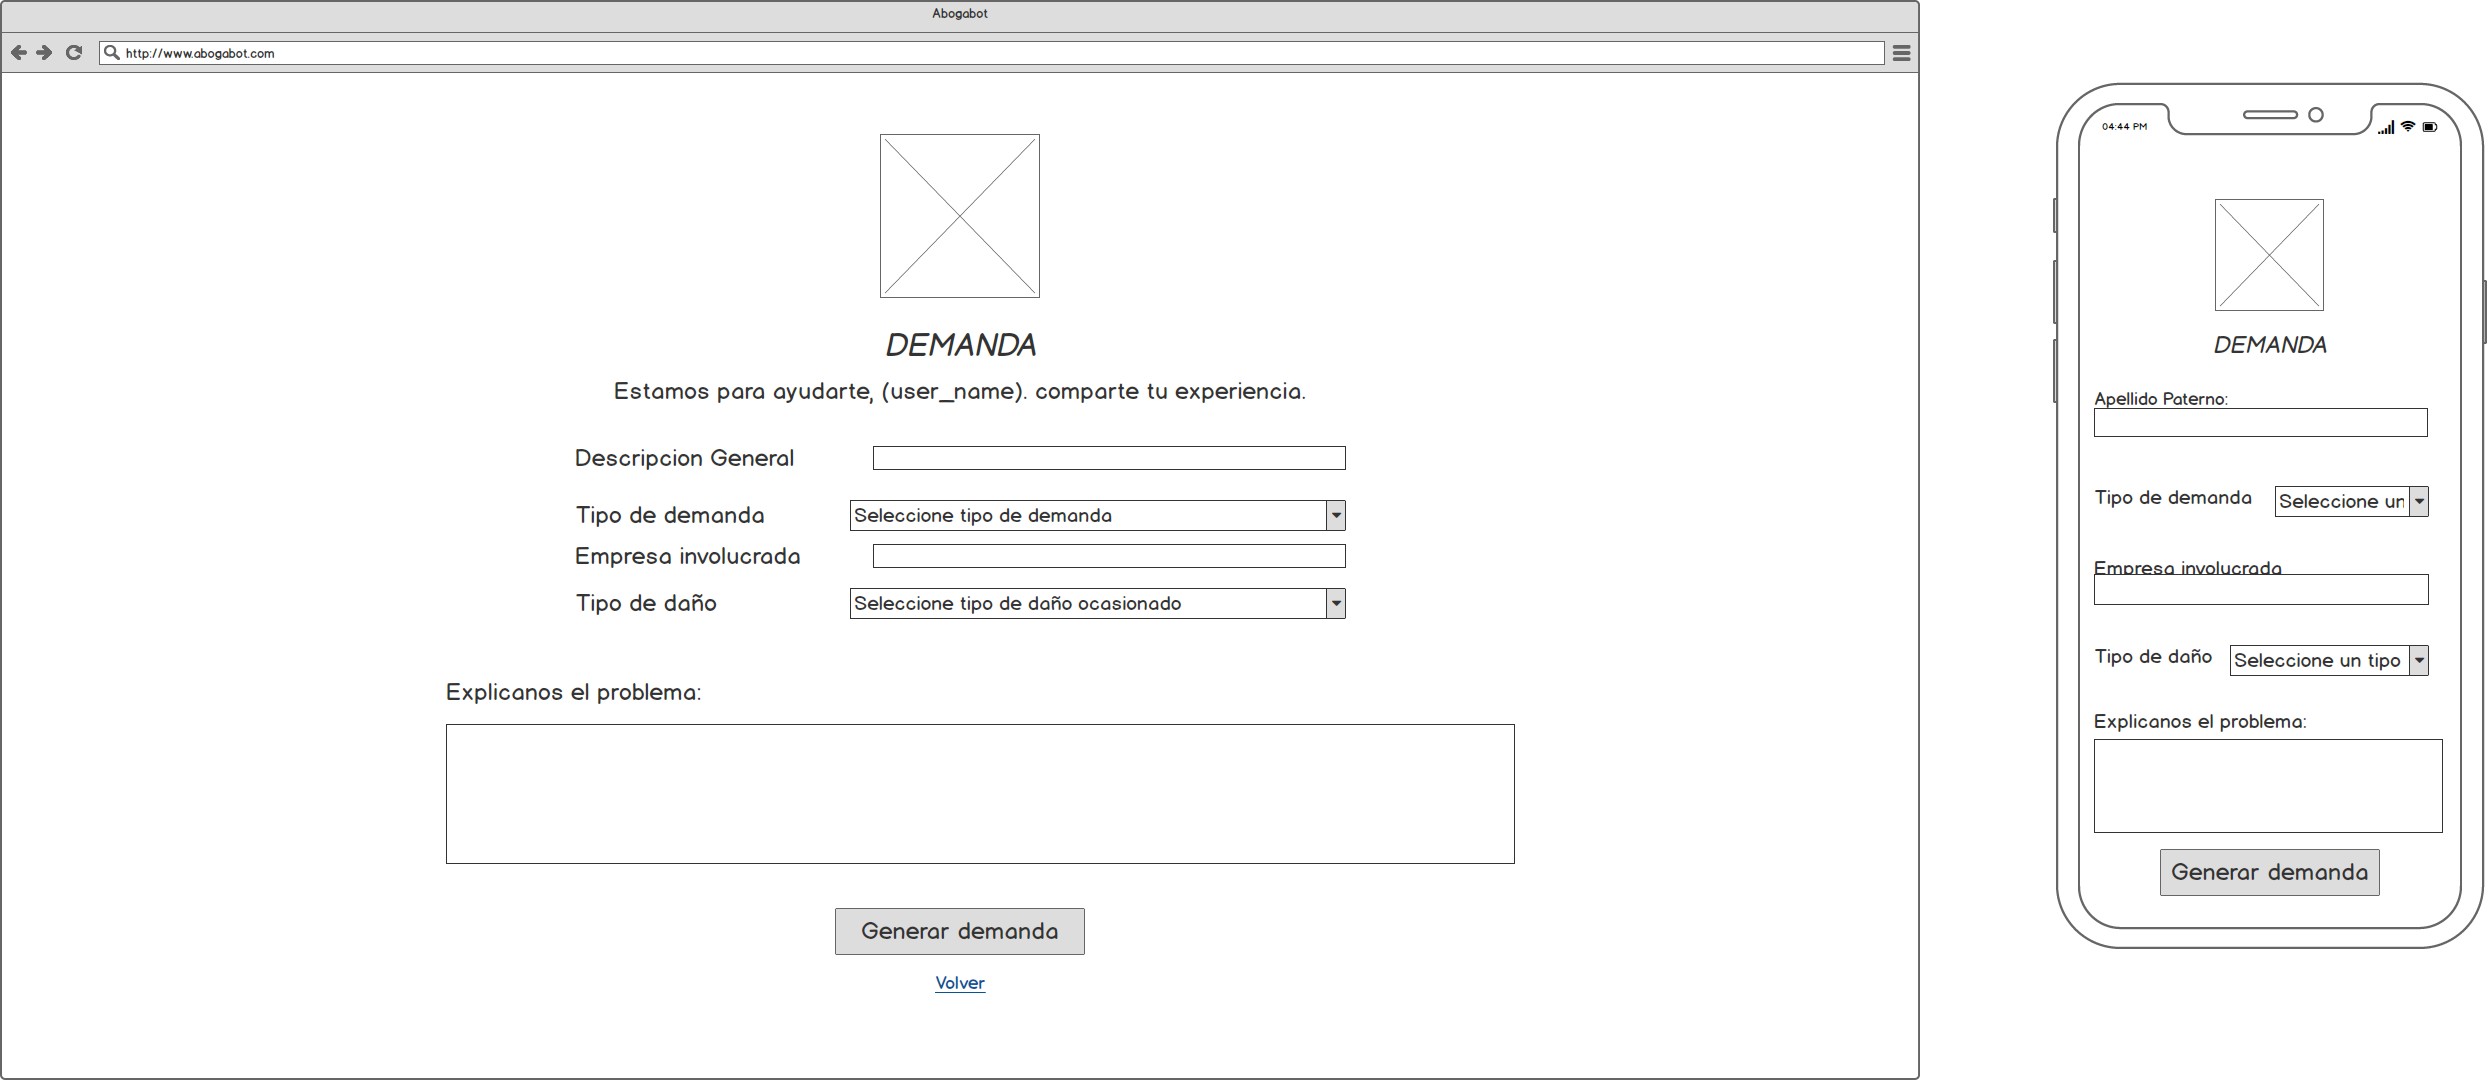 Abogabot
http://www.abogabot.com
DEMANDA
Estamos para ayudarte, (user_name). comparte tu experiencia.
Descripcion General
Tipo de demanda
Seleccione tipo de demanda
Empresa involucrada
Tipo de daño
Seleccione tipo de daño ocasionado
Explicanos el problema:
Generar demanda
Volver
04:44 PM
DEMANDA
Apellido Paterno:
Tipo de demanda
Seleccione un
Empresa involucrada
Tipo de daño
Seleccione un tipo
Explicanos el problema:
Generar demanda